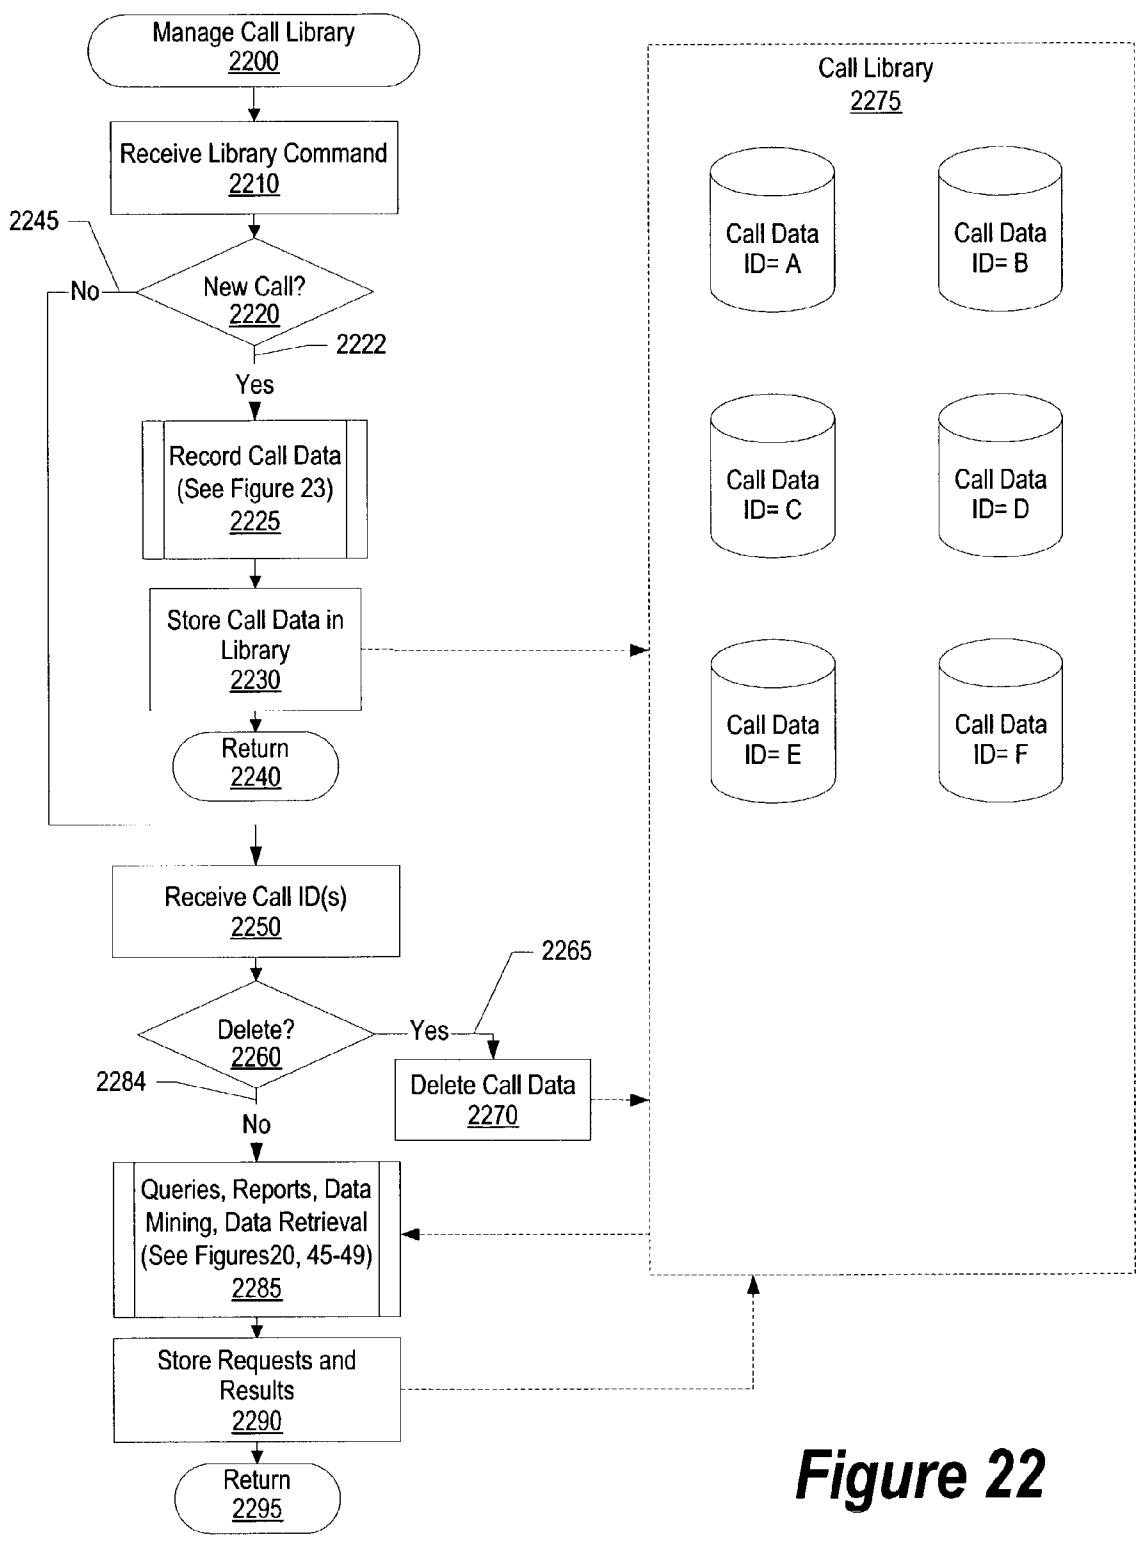 Manage Call Library
2200
Receive Library Command
2210
2245
No
New Call?
2220
2222
Yes
Record Call Data
(See Figure 23)
2225
Store Call Data in
Library
2230
Return
2240
Receive Call ID(s)
2250
2265
Delete?
2260
Yes
2284
Delete Call Data
2270
No
Queries, Reports, Data
Mining, Data Retrieval
(See Figures20, 45-49)
2285
Store Requests and
Results
2290
Return
2295
Call Library
2275
Call Data
ID= A
Call Data
ID= B
Call Data
ID= C
Call Data
ID= D
Call Data
ID= E
Call Data
ID= F
Figure 22